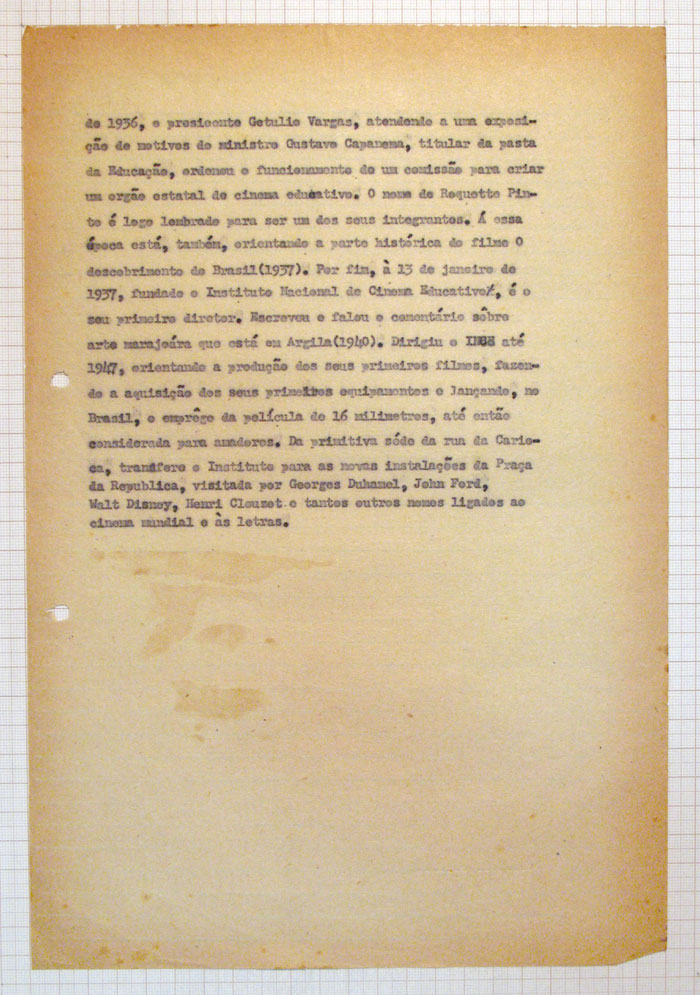 de 1936, o presidente Getulio Vargas, atendendo a uma exposi-
ção de motivos do ministro Gustavo Capanema, titular da pasta
da Educação, ordenou o funcionamento de um comissão para criar
um orgão estatal de cinema educativo. O nome de Roquette Pin-
to é logo lembrado para ser um dos seus integrantes. Á essa
época está, também, orientando a parte histórica do filme O
descobrimento do Brasil(1937). Por fim, à 13 de janeiro de
1937, fundado o Instituto Nacional de Cinema Educativo, é o
seu primeiro diretor. Escreveu e falou o comentário sôbre
arte marajoára que está em Argila(1940). Dirigiu o INCE até
1947, orientando a produção dos seus primeiros filmes, fazen-
do a aquisição dos seus primeiros equipamentos e lançando, no
Brasil, o emprêgo da película de 16 milimetros, até então
considerada para amadores. Da primitiva séde da rua da Cario-
ca, transfere o Instituto para as novas instalações da Praça
da Republica, visitada por Georges Duhamel, John Ford,
Walt Disney, Henri Clouzot e tantos outros nomes ligados ao
cinema mundial e às letras.